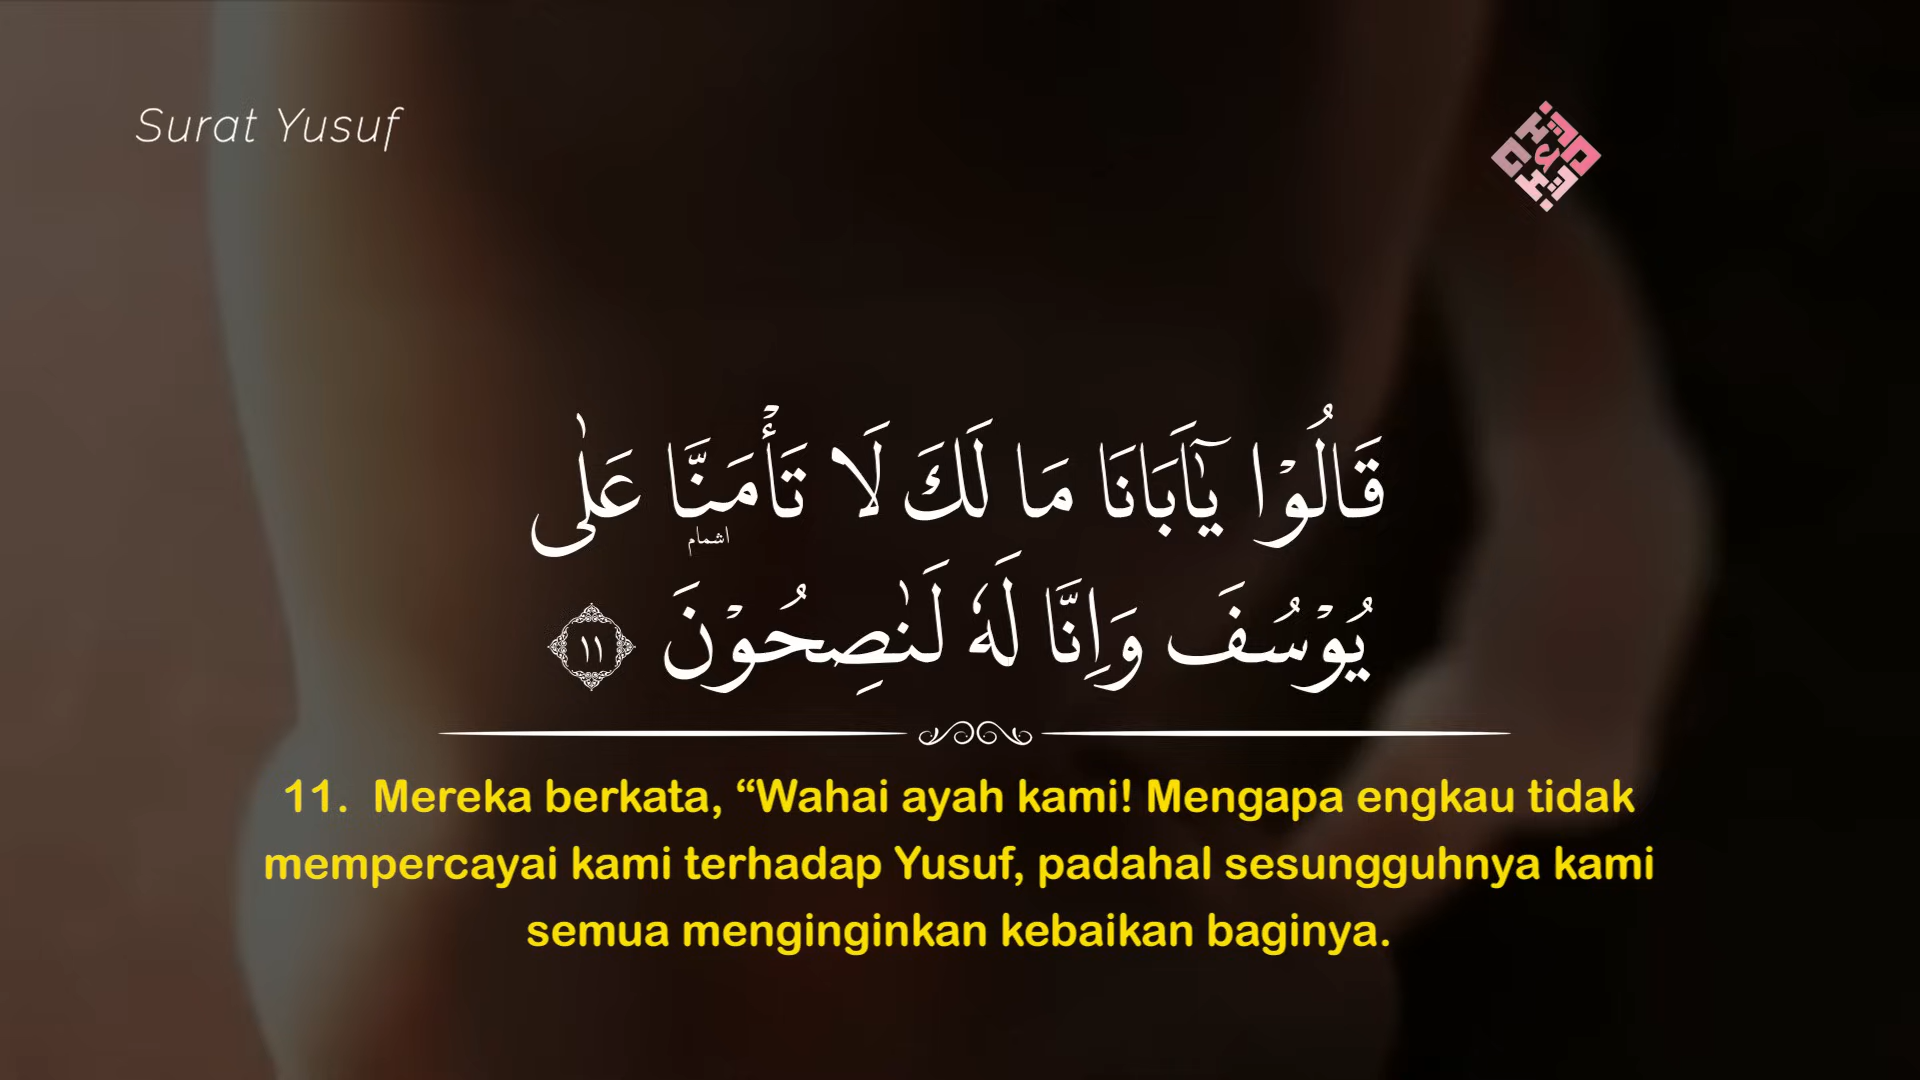 Surat Yusuf
قَالُوْا يٰٓاَبَانَا مَا لَكَ لَا تَأْمَنَّا عَلٰى
اشمام
يُوْسُفَ وَاِنَّا لَهٗ لَنٰصِحُوْنَ ١١
11. Mereka berkata, “Wahai ayah kami! Mengapa engkau tidak
mempercayai kami terhadap Yusuf, padahal sesungguhnya kami
semua menginginkan kebaikan baginya.